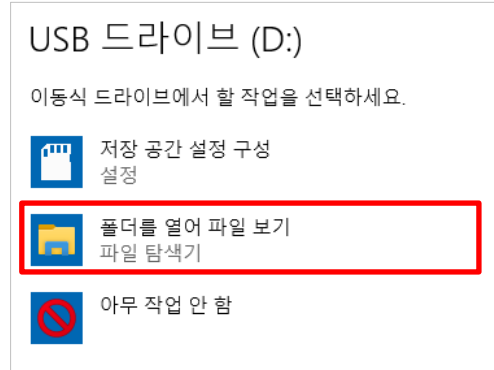 USB 드라이브 (D:)
이동식 드라이브에서 할 작업을 선택하세요.
저장 공간 설정 구성
설정
폴더를 열어 파일 보기
파일 탐색기
아무 작업 안 함